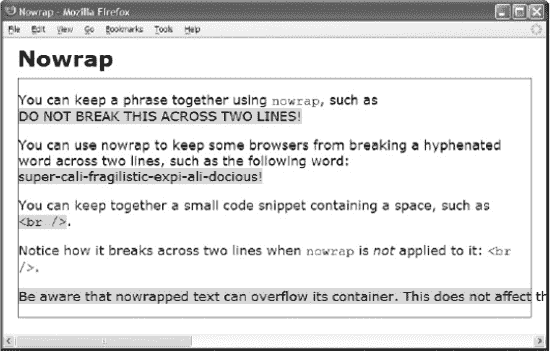 Nowrap - Mozilla Firefox
File Edit View Go Bookmarks Tools Help
Nowrap
You can keep a phrase together using nowrap, such as
DO NOT BREAK THIS ACROSS TWO LINES!
You can use nowrap to keep some browsers from breaking a hyphenated
word across two lines, such as the following word:
super-cali-fragilistic-expi-ali-docious!
You can keep together a small code snippet containing a space, such as
<br />.
Notice how it breaks across two lines when nowrap is not applied to it: <br
/>.
Be aware that nowrapped text can overflow its container. This does not affect th